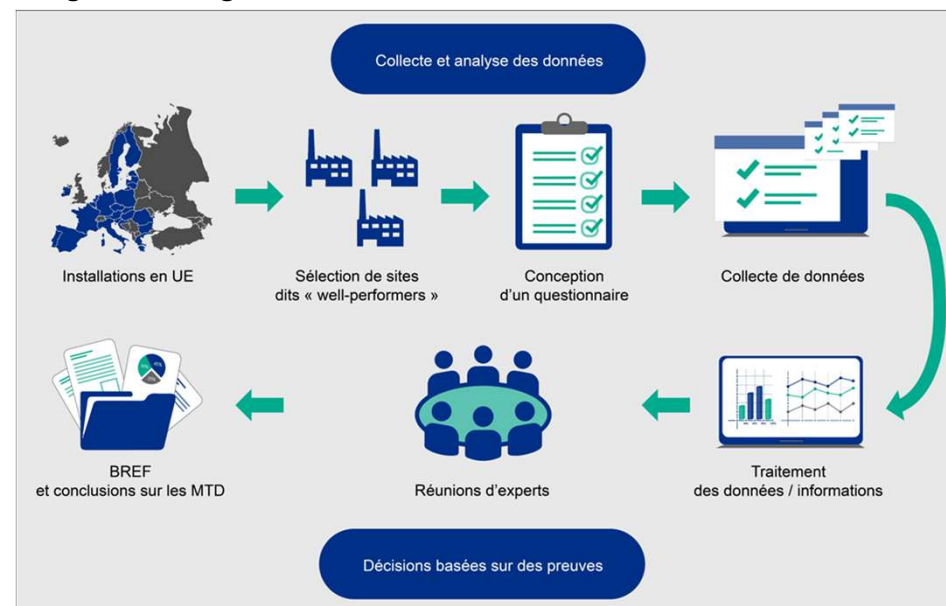 Collecte et analyse des données
Installations en UE
Sélection de sites
dits « well-performers »
Conception
d'un questionnaire
Collecte de données
BREF
et conclusions sur les MTD
Réunions d'experts
Traitement
des données / informations
Décisions basées sur des preuves